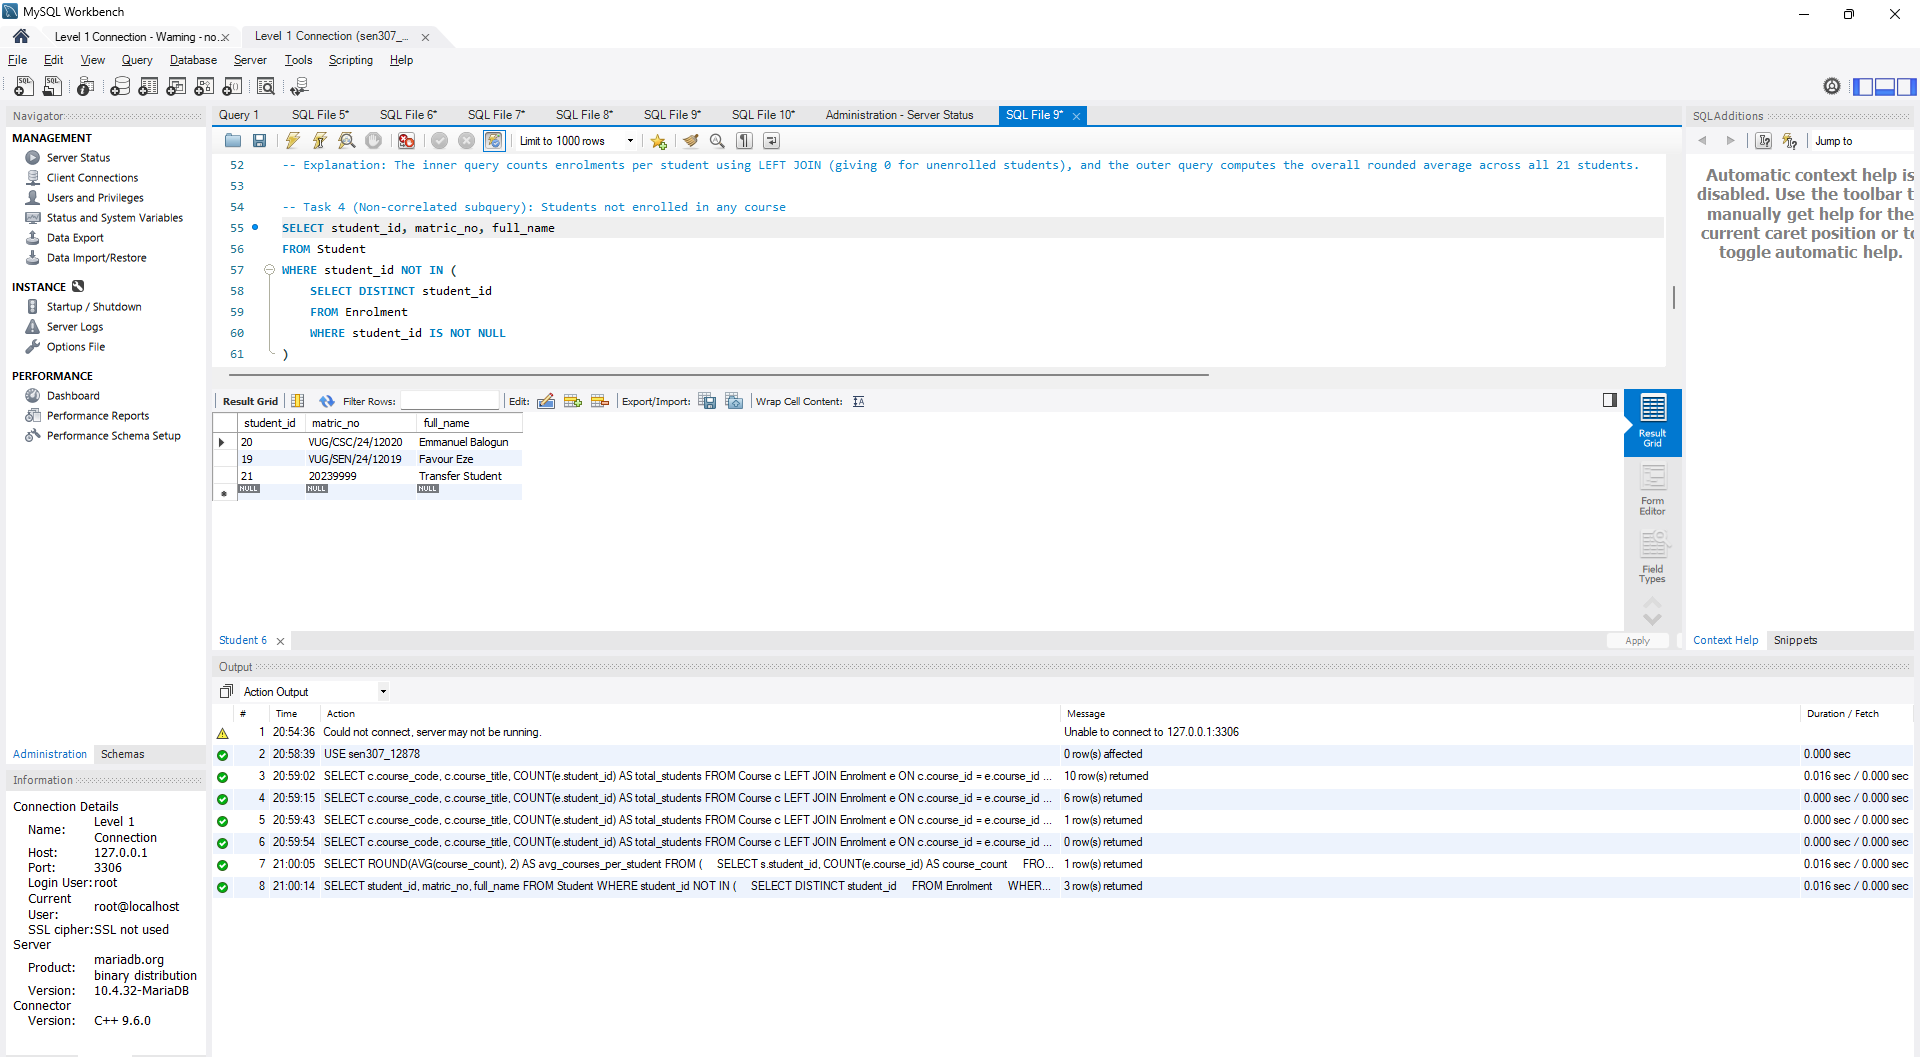 MySQL Workbench
Level 1 Connection - Warning - no...
Level 1 Connection (sen307_...
File Edit View Query Database Server Tools Scripting Help
Navigator
MANAGEMENT
Server Status
Client Connections
Users and Privileges
Status and System Variables
Data Export
Data Import/Restore
INSTANCE
Startup / Shutdown
Server Logs
Options File
PERFORMANCE
Dashboard
Performance Reports
Performance Schema Setup
Administration Schemas
Information
Connection Details
Name: Level 1 Connection
Host: 127.0.0.1
Port: 3306
Login User: root
Current User: root@localhost
SSL cipher: SSL not used
Server
Product: mariadb.org binary distribution
Version: 10.4.32-MariaDB
Connector
Version: C++ 9.6.0
Query 1 SQL File 5* SQL File 6* SQL File 7* SQL File 8* SQL File 9* SQL File 10* Administration - Server Status SQL File 9*
Limit to 1000 rows
52 -- Explanation: The inner query counts enrolments per student using LEFT JOIN (giving 0 for unenrolled students), and the outer query computes the overall rounded average across all 21 students.
53
54 -- Task 4 (Non-correlated subquery): Students not enrolled in any course
55 SELECT student_id, matric_no, full_name
56 FROM Student
57 WHERE student_id NOT IN (
58 SELECT DISTINCT student_id
59 FROM Enrolment
60 WHERE student_id IS NOT NULL
61 )
Result Grid Filter Rows: Edit: Export/Import: Wrap Cell Content:
student_id matric_no full_name
20 VUG/CSC/24/12020 Emmanuel Balogun
19 VUG/SEN/24/12019 Favour Eze
21 20239999 Transfer Student
NULL NULL NULL
Result Grid
Form Editor
Field Types
Student 6
Apply
SQLAdditions
Jump to
Automatic context help is
disabled. Use the toolbar t
manually get help for the
current caret position or to
toggle automatic help.
Context Help Snippets
Output
Action Output
# Time Action Message Duration / Fetch
1 20:54:36 Could not connect, server may not be running. Unable to connect to 127.0.0.1:3306
2 20:58:39 USE sen307_12878 0 row(s) affected 0.000 sec
3 20:59:02 SELECT c.course_code, c.course_title, COUNT(e.student_id) AS total_students FROM Course c LEFT JOIN Enrolment e ON c.course_id = e.course_id ... 10 row(s) returned 0.016 sec / 0.000 sec
4 20:59:15 SELECT c.course_code, c.course_title, COUNT(e.student_id) AS total_students FROM Course c LEFT JOIN Enrolment e ON c.course_id = e.course_id ... 6 row(s) returned 0.000 sec / 0.000 sec
5 20:59:43 SELECT c.course_code, c.course_title, COUNT(e.student_id) AS total_students FROM Course c LEFT JOIN Enrolment e ON c.course_id = e.course_id ... 1 row(s) returned 0.000 sec / 0.000 sec
6 20:59:54 SELECT c.course_code, c.course_title, COUNT(e.student_id) AS total_students FROM Course c LEFT JOIN Enrolment e ON c.course_id = e.course_id ... 0 row(s) returned 0.000 sec / 0.000 sec
7 21:00:05 SELECT ROUND(AVG(course_count), 2) AS avg_courses_per_student FROM ( SELECT s.student_id, COUNT(e.course_id) AS course_count FRO... 1 row(s) returned 0.016 sec / 0.000 sec
8 21:00:14 SELECT student_id, matric_no, full_name FROM Student WHERE student_id NOT IN ( SELECT DISTINCT student_id FROM Enrolment WHER... 3 row(s) returned 0.016 sec / 0.000 sec